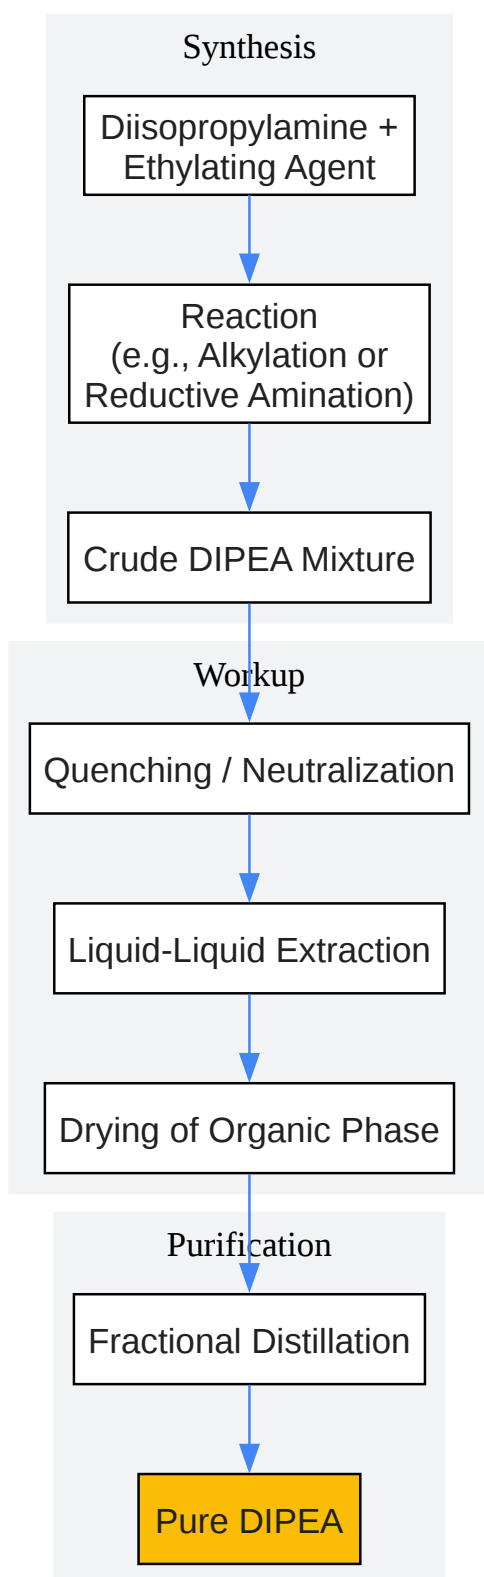 Synthesis
Diisopropylamine +
Ethylating Agent
Reaction
(e.g., Alkylation or
Reductive Amination)
Crude DIPEA Mixture
Workup
Quenching / Neutralization
Liquid-Liquid Extraction
Drying of Organic Phase
Purification
Fractional Distillation
Pure DIPEA